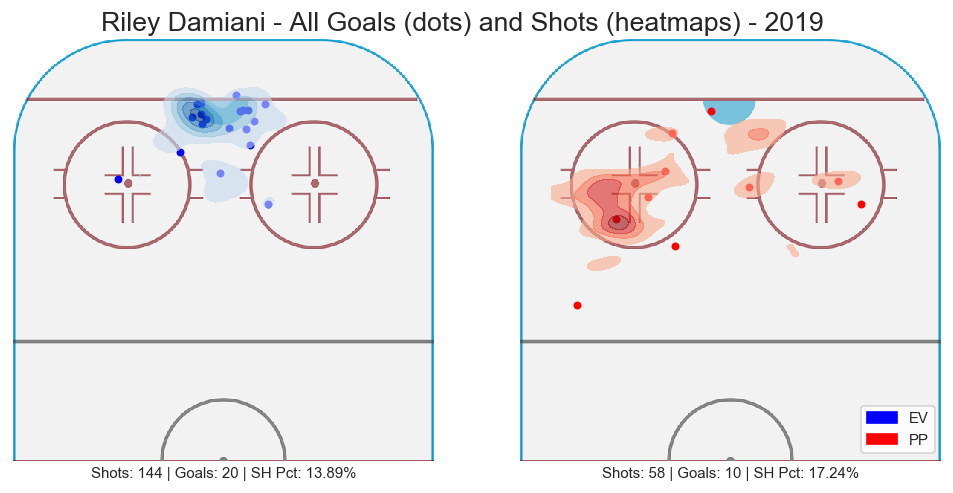 Riley Damiani - All Goals (dots) and Shots (heatmaps) - 2019
EV
PP
Shots: 144 | Goals: 20 | SH Pct: 13.89%
Shots: 58 | Goals: 10 | SH Pct: 17.24%